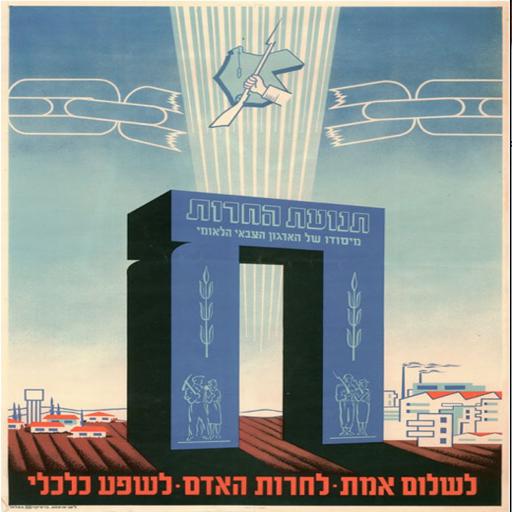 תנועת החרות
מיסודו של הארגון הצבאי הלאומי
ח
לשלום אמת · לחרות האדם · לשפע כלכלי